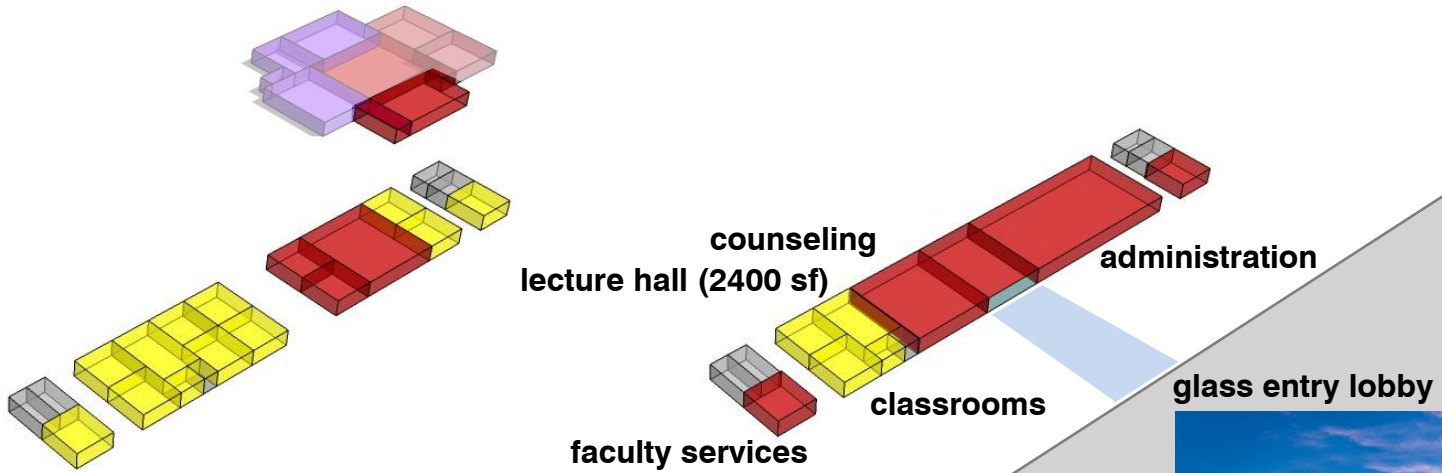 counseling
lecture hall (2400 sf)
administration
glass entry lobby
classrooms
faculty services